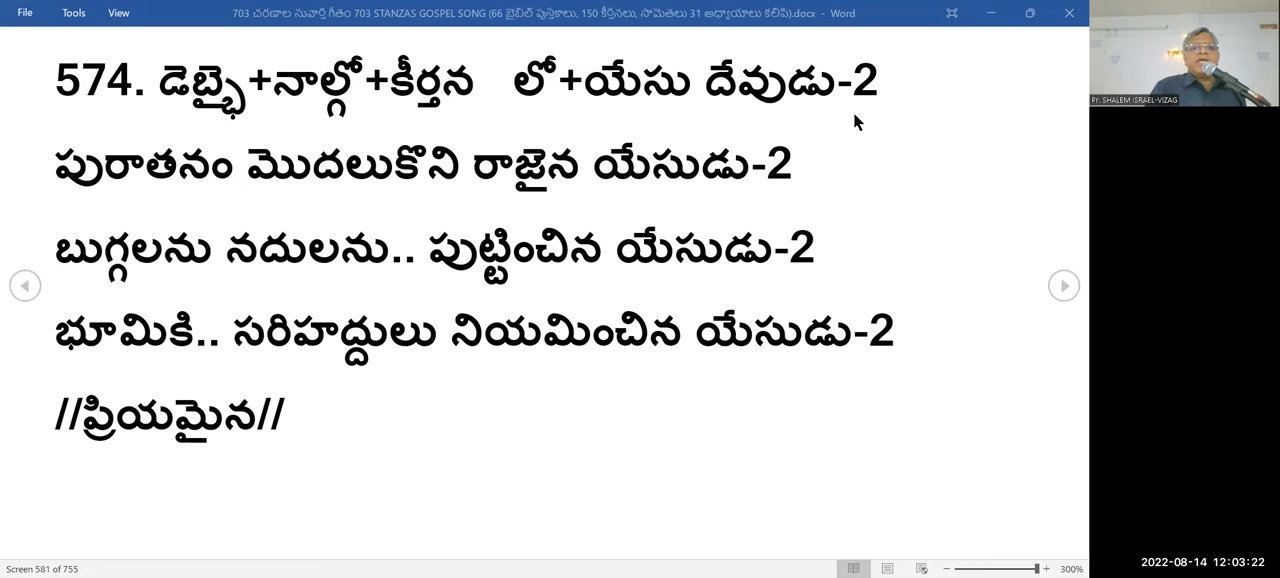 File Tools View 703 చరణాల సువార్త గీతం 703 STANZAS GOSPEL SONG (66 బైబిల్ పుస్తకాలు, 150 కీర్తనలు, సామెతలు 31 అధ్యాయాలు కలిపి).docx - Word
574. డెబ్భై+నాల్గో+కీర్తన లో+యేసు దేవుడు-2
పురాతనం మొదలుకొని రాజైన యేసుడు-2
బుగ్గలను నదులను.. పుట్టించిన యేసుడు-2
భూమికి.. సరిహద్దులు నియమించిన యేసుడు-2
//ప్రియమైన//
Pr. SHALEM ISRAEL-VIZAG
2022-08-14 12:03:22
Screen 581 of 755
300%